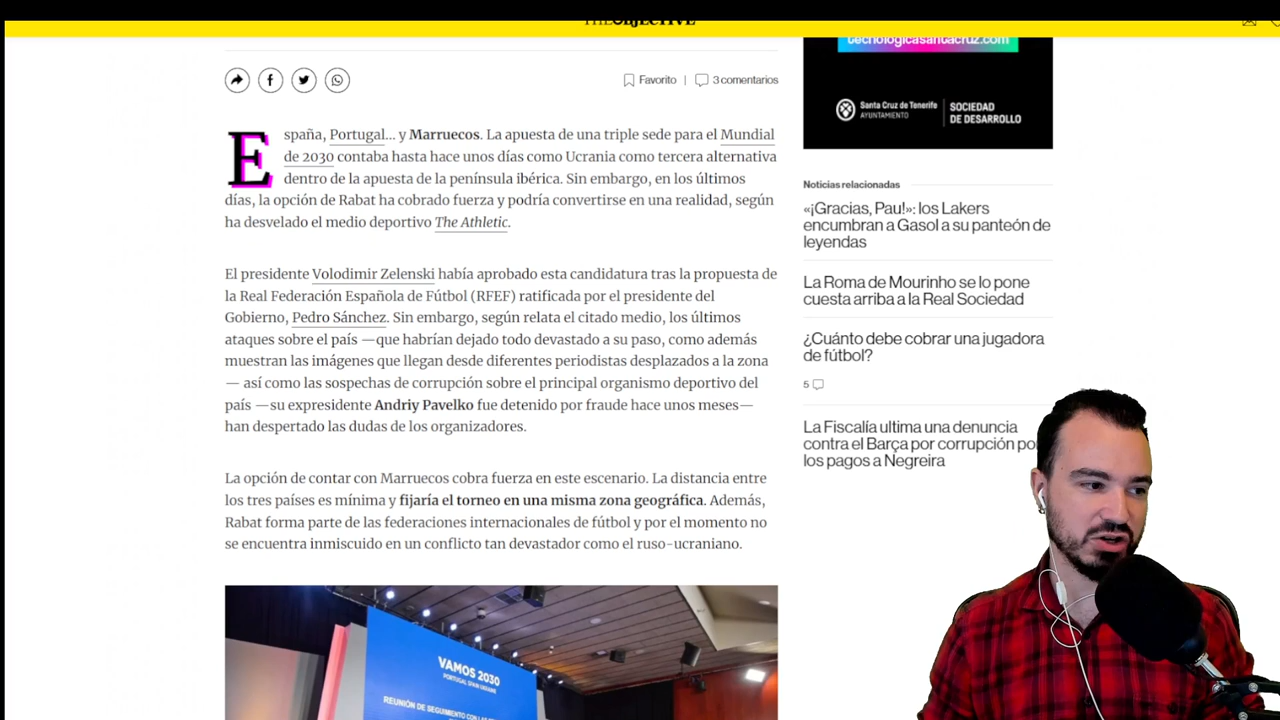 THE OBJECTIVE
Favorito | 3 comentarios
España, Portugal... y Marruecos. La apuesta de una triple sede para el Mundial
de 2030 contaba hasta hace unos días como Ucrania como tercera alternativa
dentro de la apuesta de la península ibérica. Sin embargo, en los últimos
días, la opción de Rabat ha cobrado fuerza y podría convertirse en una realidad, según
ha desvelado el medio deportivo The Athletic.
El presidente Volodimir Zelenski había aprobado esta candidatura tras la propuesta de
la Real Federación Española de Fútbol (RFEF) ratificada por el presidente del
Gobierno, Pedro Sánchez. Sin embargo, según relata el citado medio, los últimos
ataques sobre el país —que habrían dejado todo devastado a su paso, como además
muestran las imágenes que llegan desde diferentes periodistas desplazados a la zona
— así como las sospechas de corrupción sobre el principal organismo deportivo del
país —su expresidente Andriy Pavelko fue detenido por fraude hace unos meses—
han despertado las dudas de los organizadores.
La opción de contar con Marruecos cobra fuerza en este escenario. La distancia entre
los tres países es mínima y fijaría el torneo en una misma zona geográfica. Además,
Rabat forma parte de las federaciones internacionales de fútbol y por el momento no
se encuentra inmiscuido en un conflicto tan devastador como el ruso-ucraniano.
VAMOS 2030
PORTUGAL SPAIN UKRAINE
REUNIÓN DE SEGUIMIENTO CON LAS
tecnologicasantacruz.com
Santa Cruz de Tenerife
AYUNTAMIENTO
SOCIEDAD
DE DESARROLLO
Noticias relacionadas
«¡Gracias, Pau!»: los Lakers
encumbran a Gasol a su panteón de
leyendas
La Roma de Mourinho se lo pone
cuesta arriba a la Real Sociedad
¿Cuánto debe cobrar una jugadora
de fútbol?
5
La Fiscalía ultima una denuncia
contra el Barça por corrupción po
los pagos a Negreira